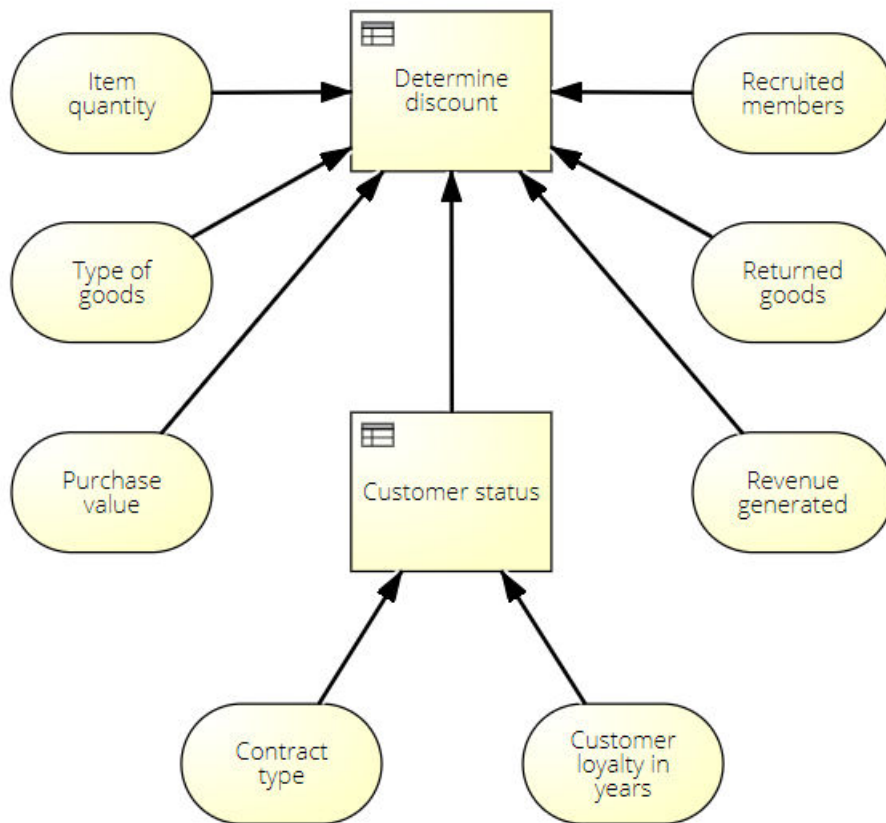 Item
quantity
Determine
discount
Recruited
members
Type of
goods
Returned
goods
Purchase
value
Customer status
Revenue
generated
Contract
type
Customer
loyalty in
years